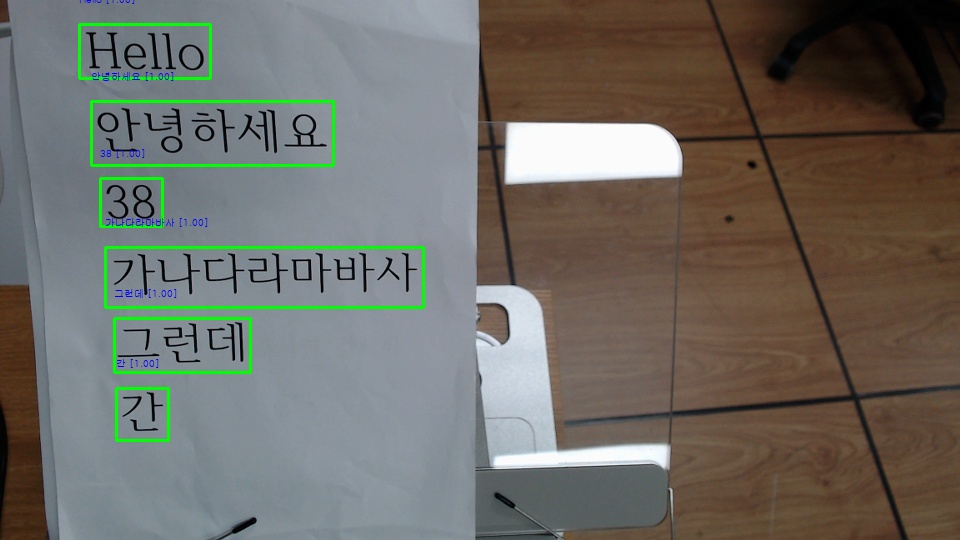 Hello [1.00]
Hello
안녕하세요 [1.00]
안녕하세요
38 [1.00]
38
가나다라마바사 [1.00]
가나다라마바사
그런데 [1.00]
그런데
[1.00]
간